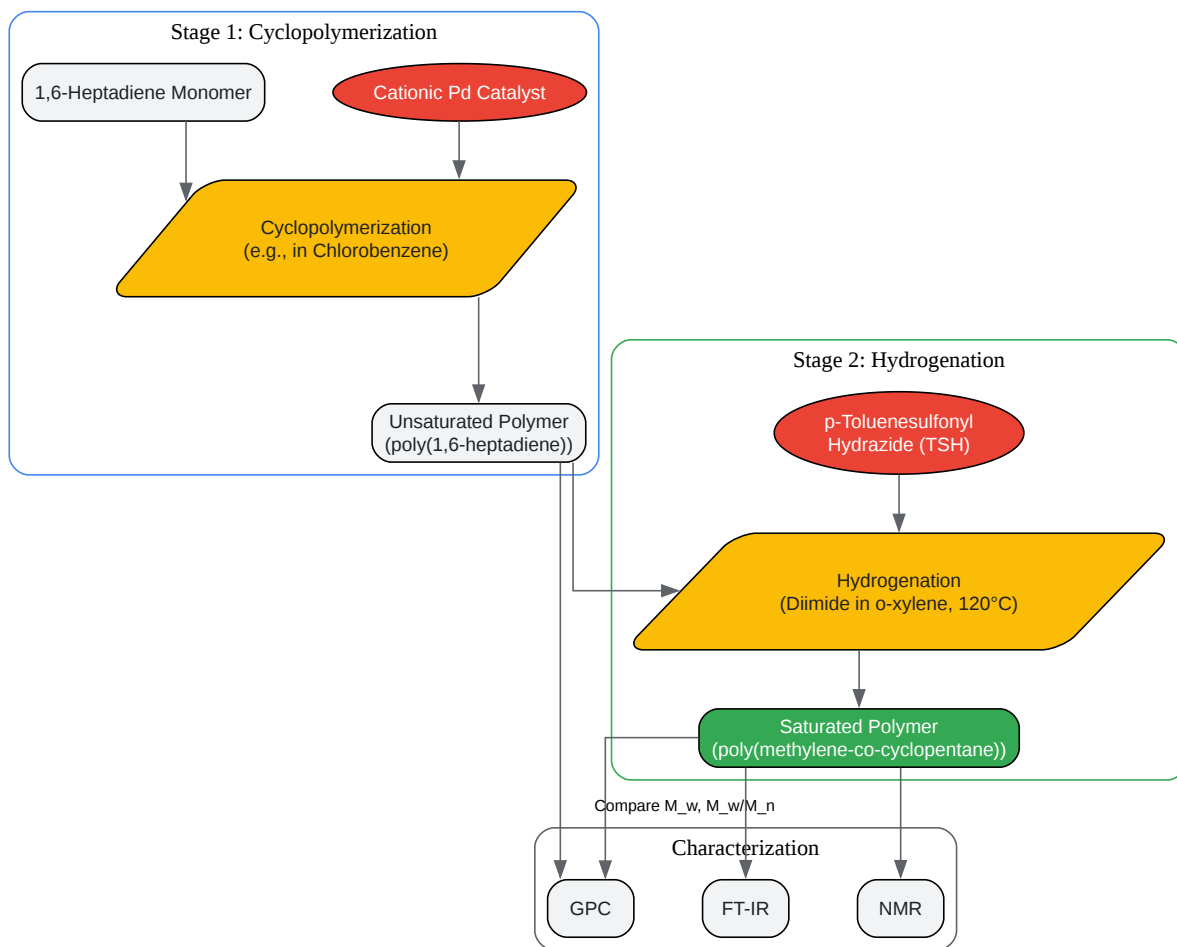 Stage 1: Cyclopolymerization
1,6-Heptadiene Monomer
Cationic Pd Catalyst
Cyclopolymerization
(e.g., in Chlorobenzene)
Unsaturated Polymer
(poly(1,6-heptadiene))
Stage 2: Hydrogenation
p-Toluenesulfonyl
Hydrazide (TSH)
Hydrogenation
(Diimide in o-xylene, 120°C)
Saturated Polymer
(poly(methylene-co-cyclopentane))
Compare M_w, M_w/M_n
Characterization
GPC
FT-IR
NMR